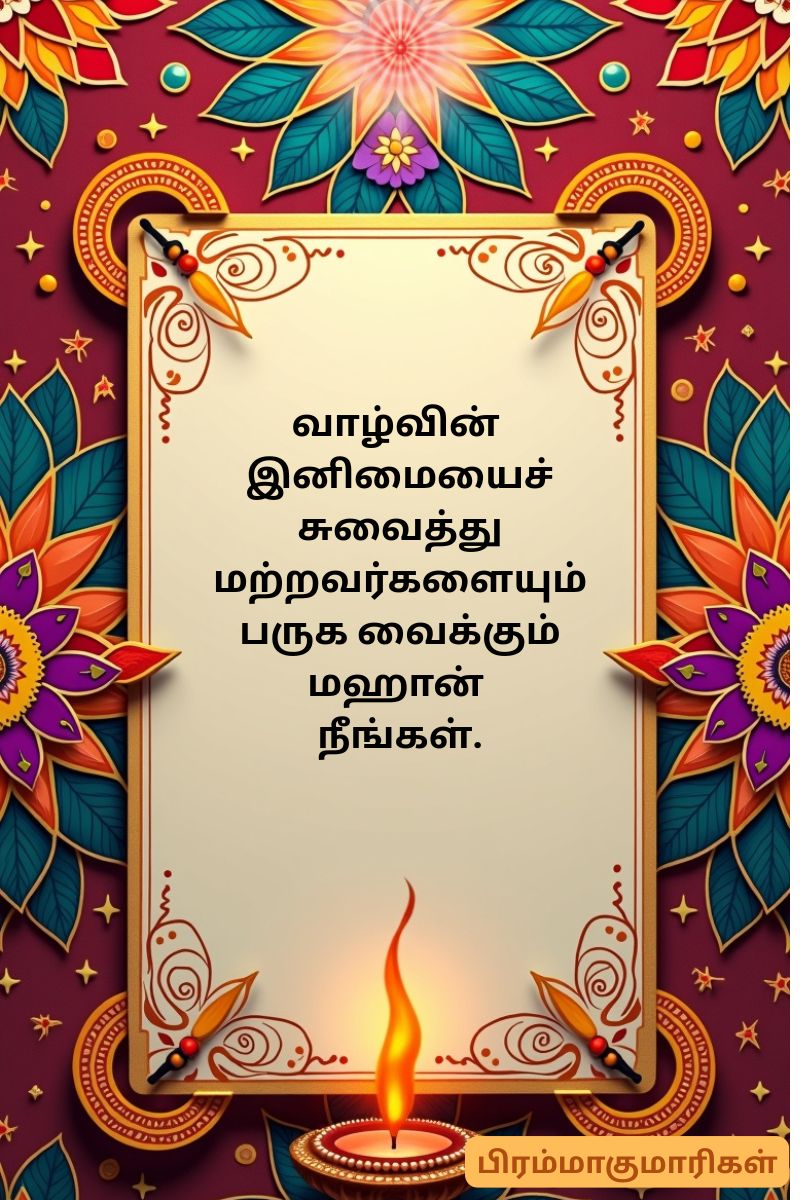 வாழ்வின்
இனிமையைச்
சுவைத்து
மற்றவர்களையும்
பருக வைக்கும்
மஹான்
நீங்கள்.
பிரம்மாகுமாரிகள்